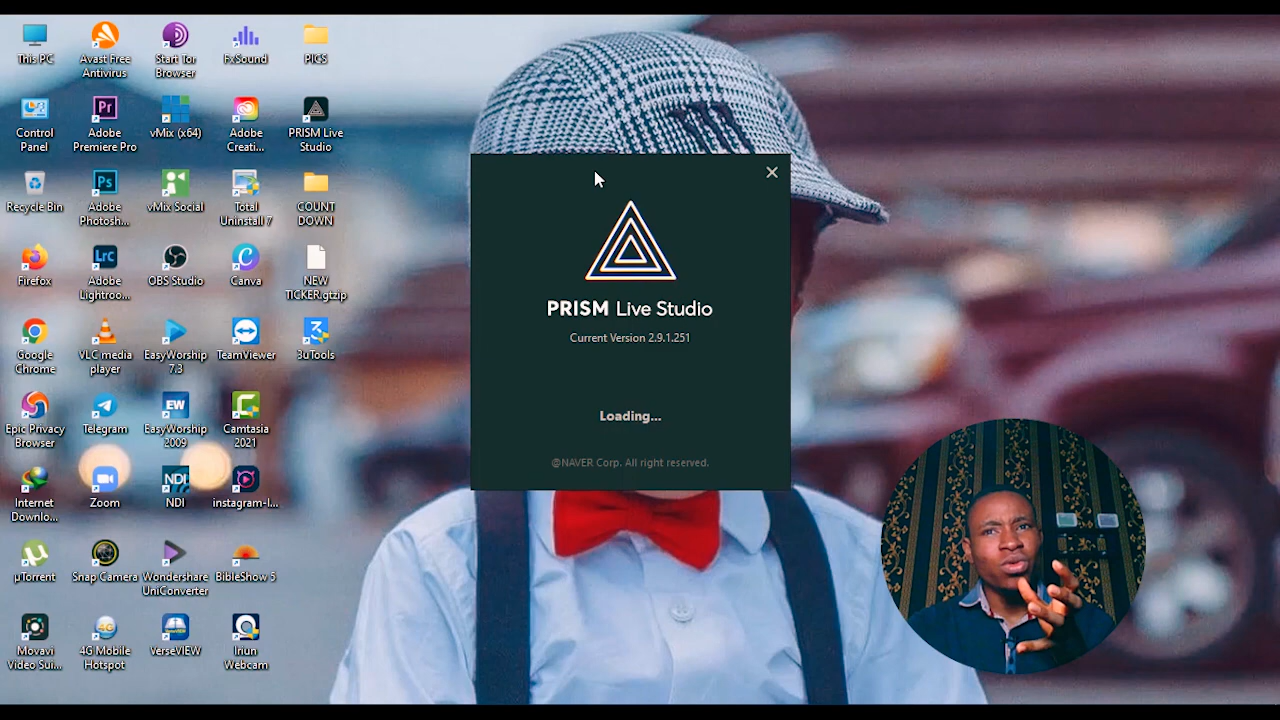 This PC
Avast Free
Antivirus
Start Tor
Browser
FxSound
PICS
Control
Panel
Adobe
Premiere Pro
vMix (x64)
Adobe
Creati...
PRISM Live
Studio
Recycle Bin
Adobe
Photosh...
vMix Social
Total
Uninstall 7
COUNT
DOWN
Firefox
Adobe
Lightroo...
OBS Studio
Canva
NEW
TICKER.gtzip
Google
Chrome
VLC media
player
EasyWorship
7.3
TeamViewer
3uTools
Epic Privacy
Browser
Telegram
EasyWorship
2009
Camtasia
2021
Internet
Downlo...
Zoom
NDI
instagram-l...
µTorrent
Snap Camera
Wondershare
UniConverter
BibleShow 5
Movavi
Video Sui...
4G Mobile
Hotspot
VerseVIEW
Iriun
Webcam
PRISM Live Studio
Current Version 2.9.1.251
Loading...
@NAVER Corp. All right reserved.